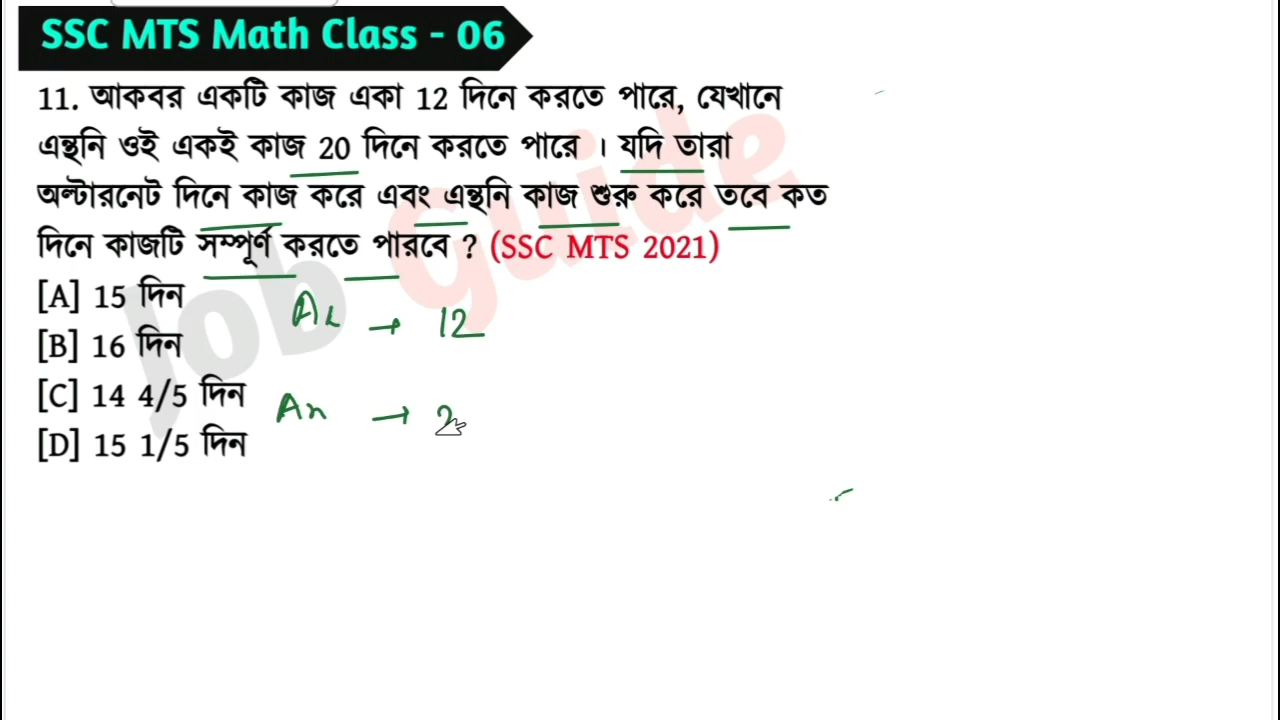 SSC MTS Math Class - 06
11. আকবর একটি কাজ একা 12 দিনে করতে পারে, যেখানে
এন্থনি ওই একই কাজ 20 দিনে করতে পারে । যদি তারা
অল্টারনেট দিনে কাজ করে এবং এন্থনি কাজ শুরু করে তবে কত
দিনে কাজটি সম্পূর্ণ করতে পারবে ? (SSC MTS 2021)
[A] 15 দিন
[B] 16 দিন
[C] 14 4/5 দিন
[D] 15 1/5 দিন
→ 12
An → 2
Job Guide